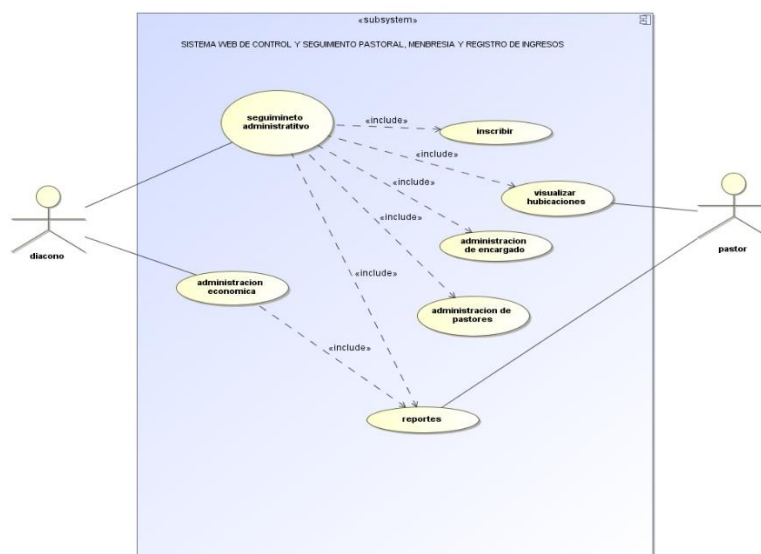 «subsystem»
SISTEMA WEB DE CONTROL Y SEGUIMIENTO PASTORAL, MENBRESIA Y REGISTRO DE INGRESOS
seguimineto
administratitvo
«include»
inscribir
«include»
visualizar
hubicaciones
«include»
administracion
de encargado
«include»
diacono
pastor
administracion
economica
«include»
administracion de
pastores
«include»
reportes